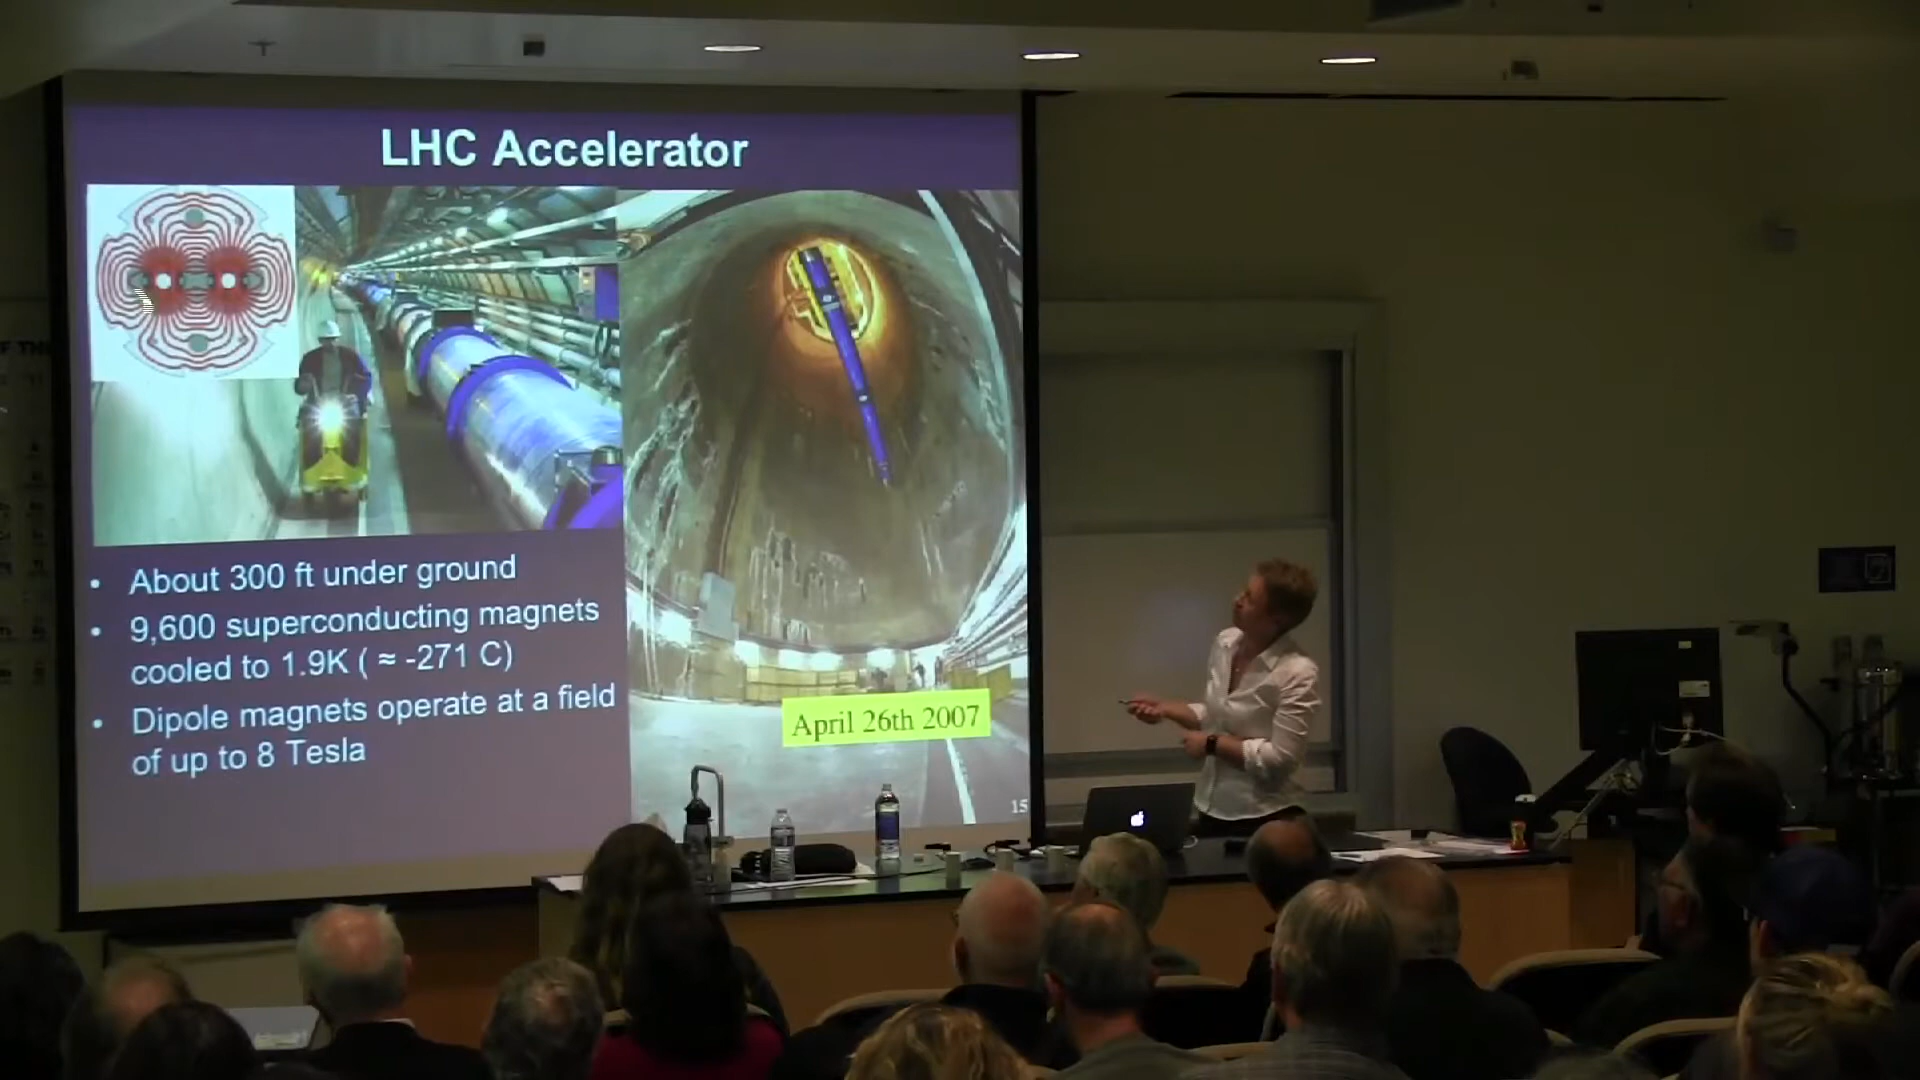 LHC Accelerator
• About 300 ft under ground
• 9,600 superconducting magnets
cooled to 1.9K ( ≈ -271 C)
• Dipole magnets operate at a field
of up to 8 Tesla
April 26th 2007
15